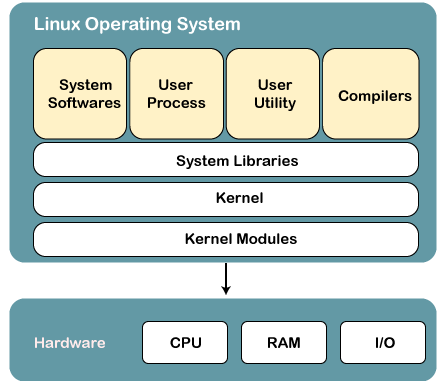 Linux Operating System
System
Softwares
User
Process
User
Utility
Compilers
System Libraries
Kernel
Kernel Modules
Hardware
CPU
RAM
I/O